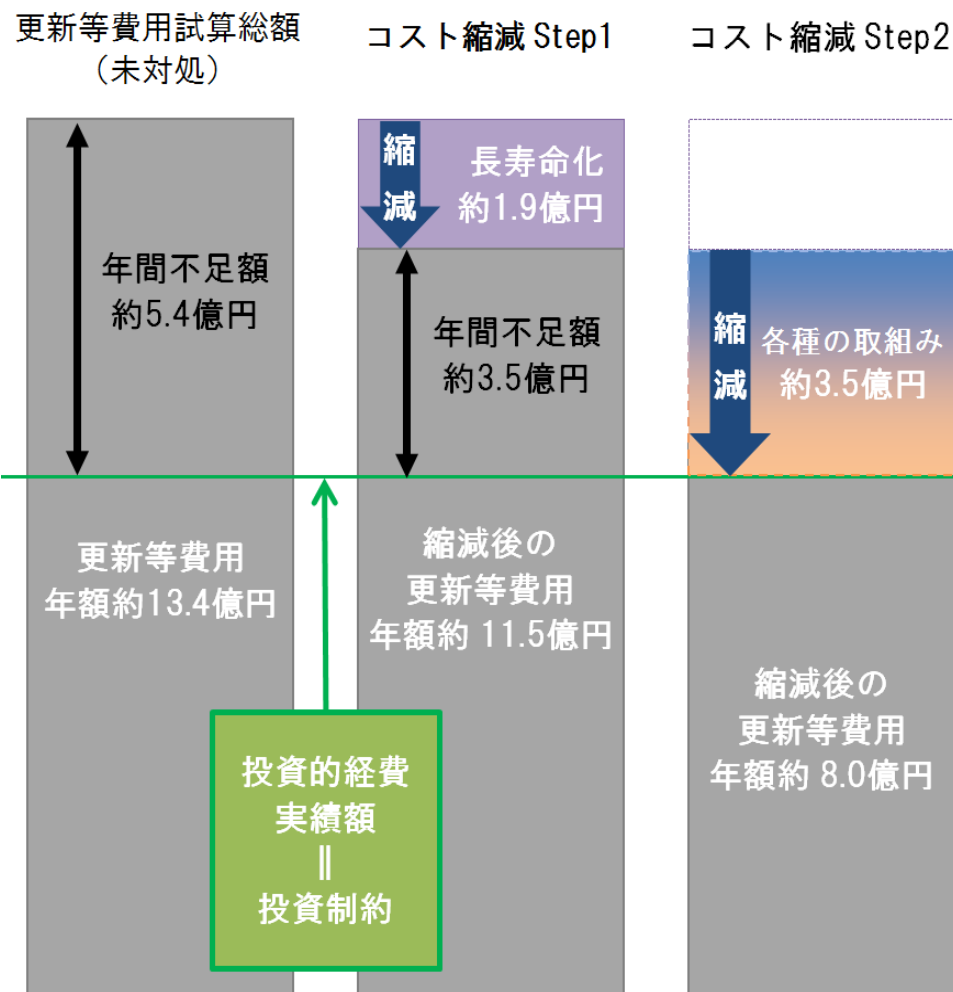 更新等費用試算総額
（未対処）
コスト縮減 Step1
コスト縮減 Step2
年間不足額
約5.4億円
更新等費用
年額約13.4億円
縮
減
長寿命化
約1.9億円
年間不足額
約3.5億円
縮減後の
更新等費用
年額約 11.5億円
縮
減
各種の取組み
約3.5億円
縮減後の
更新等費用
年額約 8.0億円
投資的経費
実績額
||
投資制約